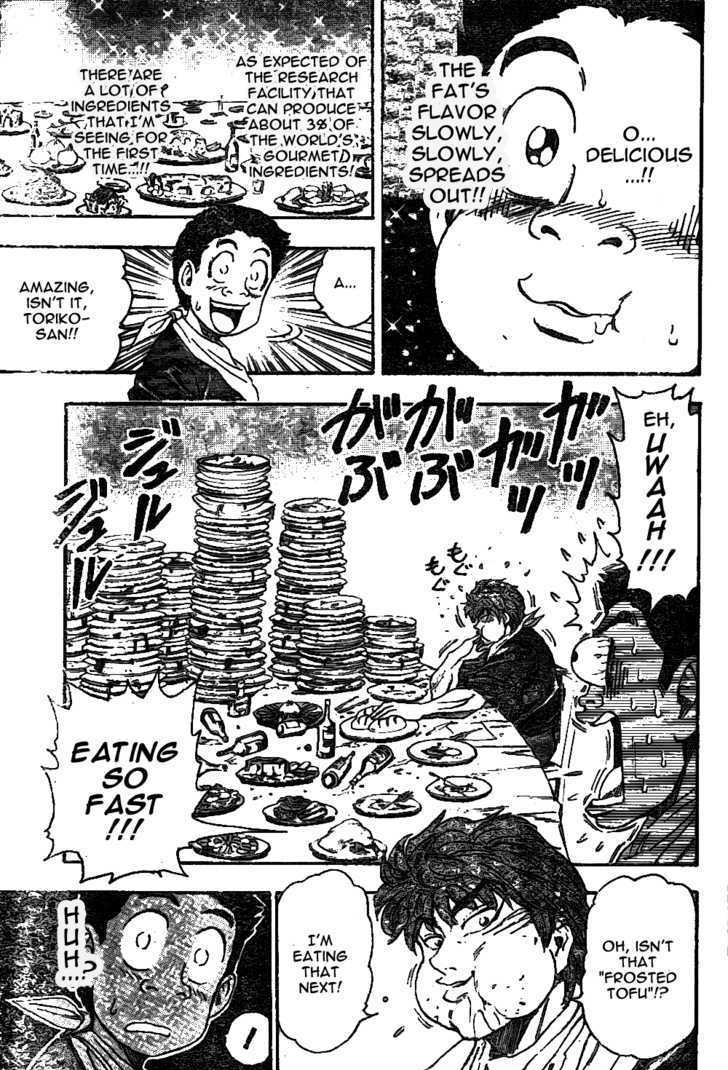 O...
DELICIOUS
...!!
THE
FAT'S
FLAVOR
SLOWLY,
SLOWLY,
SPREADS
OUT!!
AS EXPECTED OF
THE RESEARCH
FACILITY THAT
CAN PRODUCE
ABOUT 3% OF
THE WORLD'S
GOURMET
INGREDIENTS!
THERE ARE
A LOT OF
INGREDIENTS
THAT I'M
SEEING FOR
THE FIRST
TIME...!!
A...
AMAZING,
ISN'T IT,
TORIKO-
SAN!!
EH,
UWAAH
!!!
ガツ
ガツ
がぶ
がぶ
もぐ
もぐ
ジュル
ジュル
EATING
SO
FAST
!!!
OH, ISN'T
THAT
"FROSTED
TOFU"!?
I'M
EATING
THAT
NEXT!
!
HUH
...?